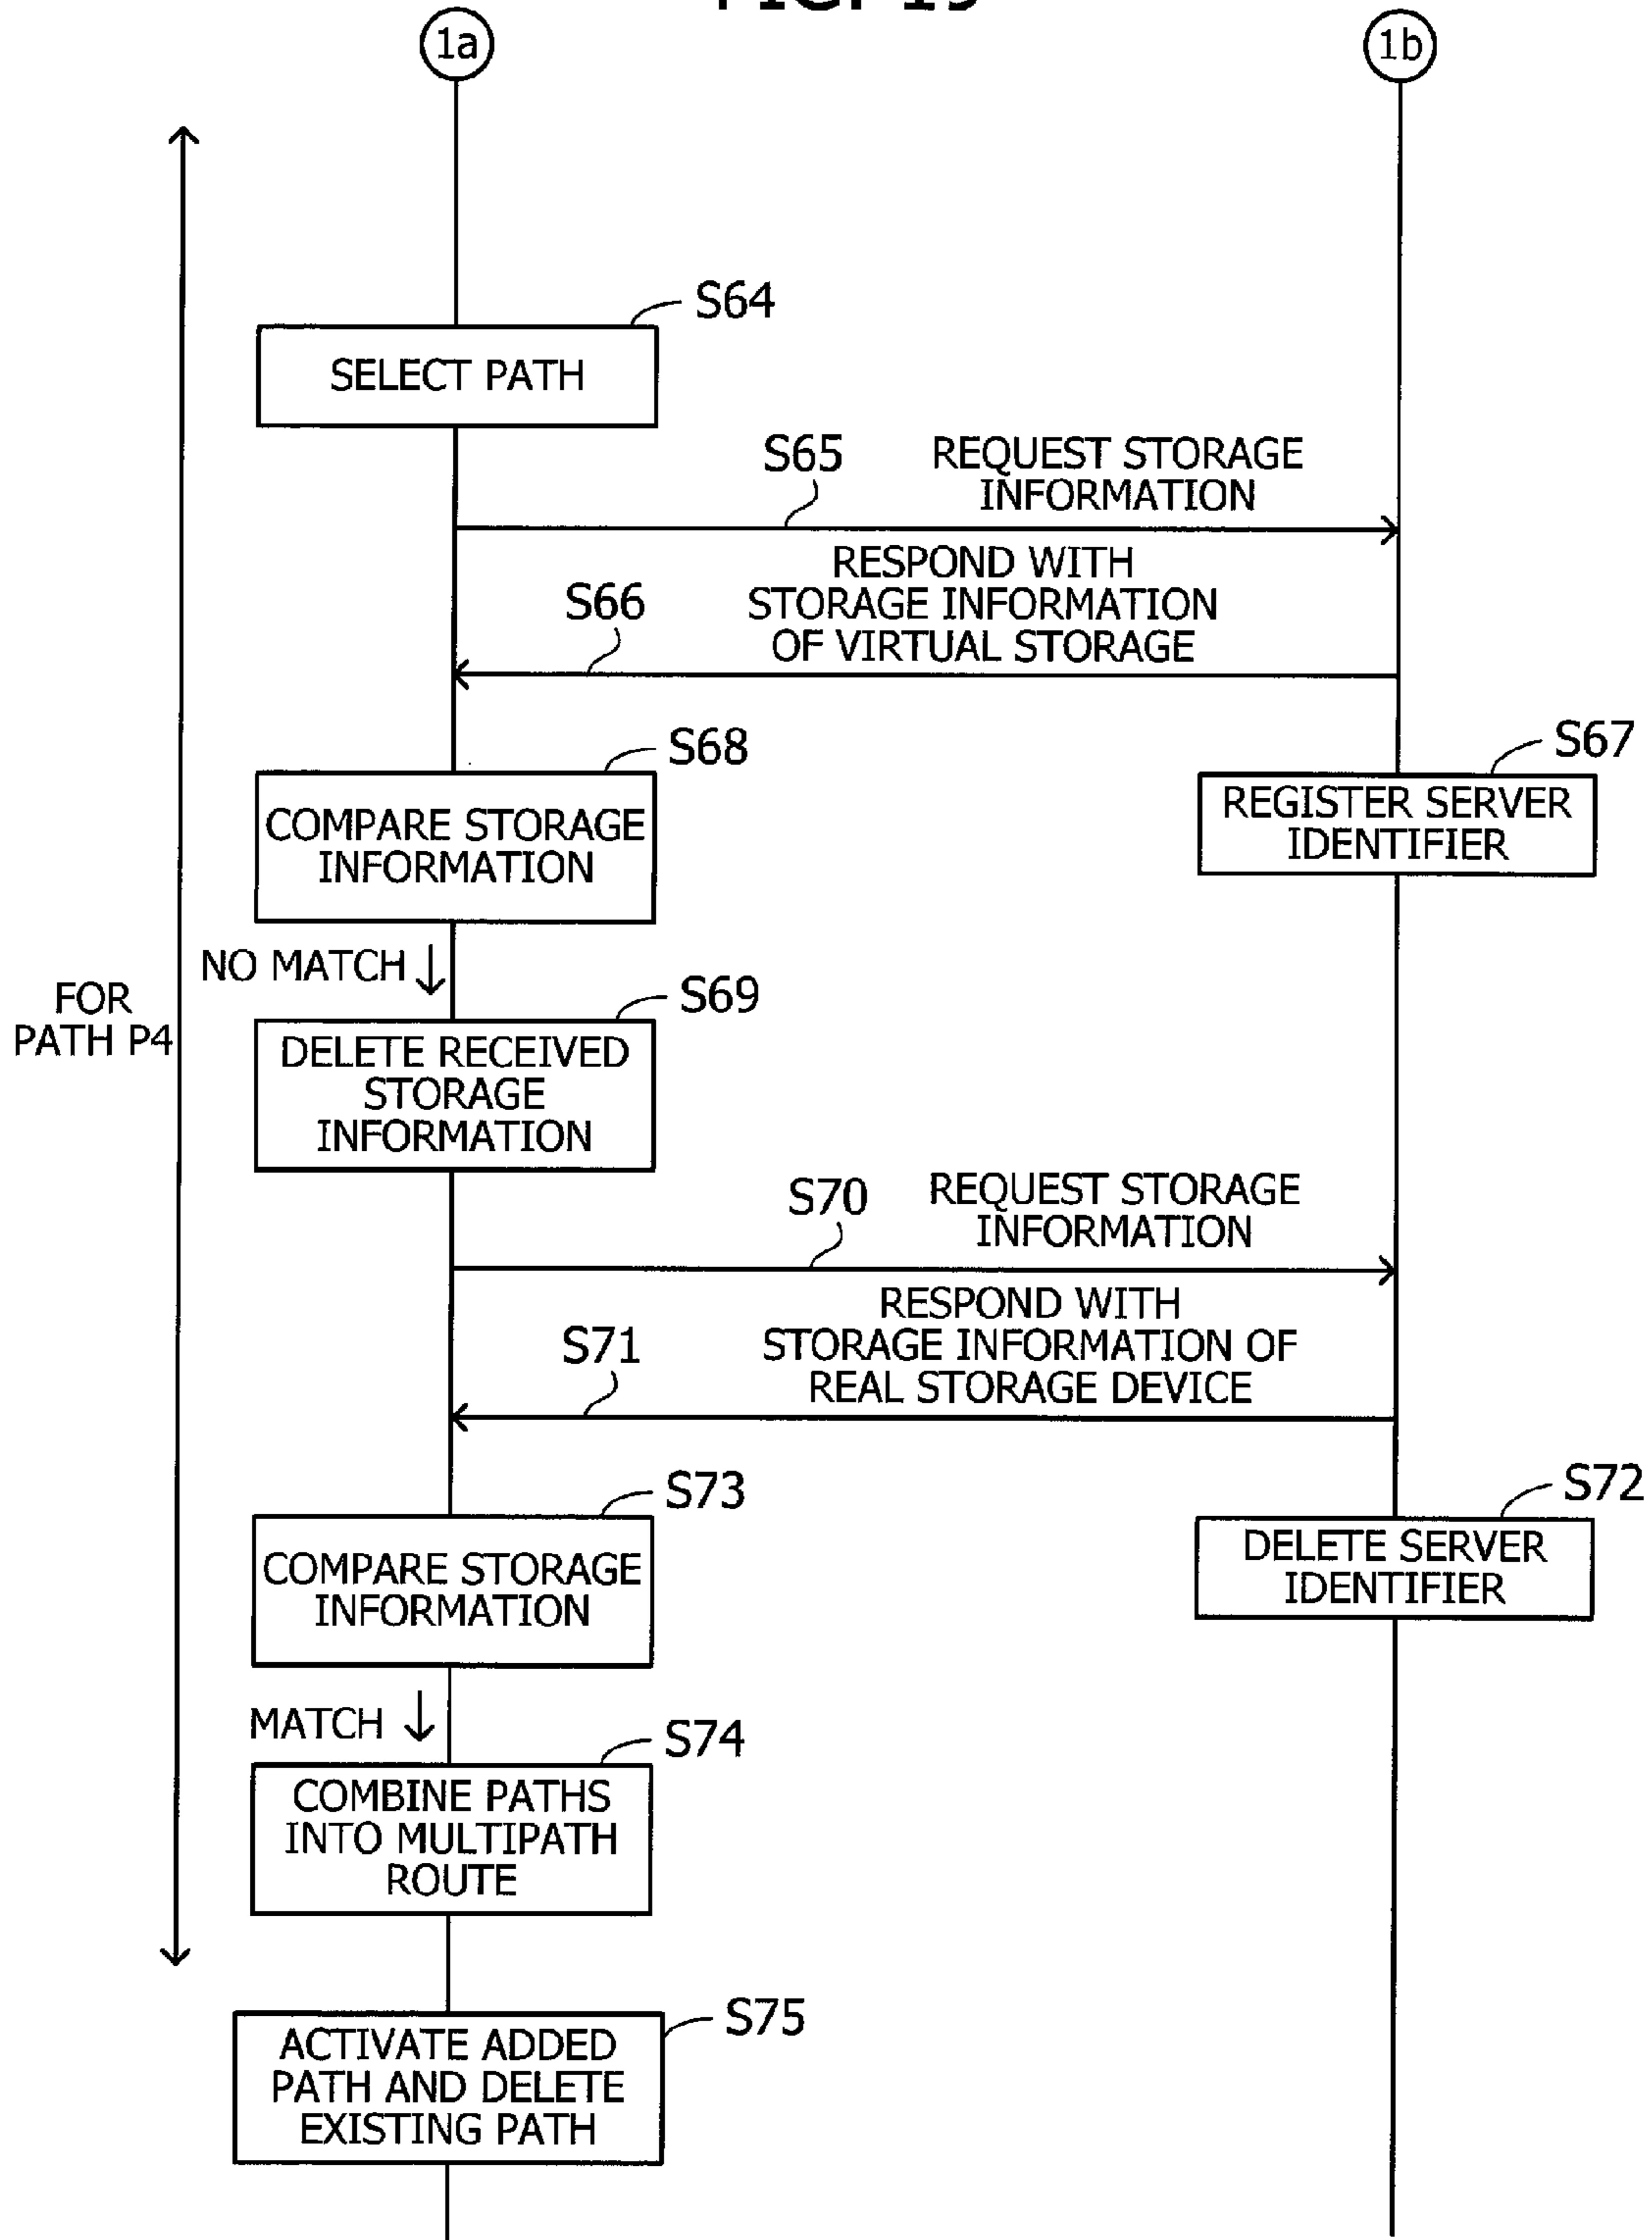 FIG. 19
1a
1b
S64
SELECT PATH
S65
REQUEST STORAGE
INFORMATION
RESPOND WITH
STORAGE INFORMATION
OF VIRTUAL STORAGE
S66
S68
COMPARE STORAGE
INFORMATION
S67
REGISTER SERVER
IDENTIFIER
NO MATCH
FOR
PATH P4
S69
DELETE RECEIVED
STORAGE
INFORMATION
S70
REQUEST STORAGE
INFORMATION
RESPOND WITH
STORAGE INFORMATION OF
REAL STORAGE DEVICE
S71
S73
COMPARE STORAGE
INFORMATION
S72
DELETE SERVER
IDENTIFIER
MATCH
S74
COMBINE PATHS
INTO MULTIPATH
ROUTE
S75
ACTIVATE ADDED
PATH AND DELETE
EXISTING PATH